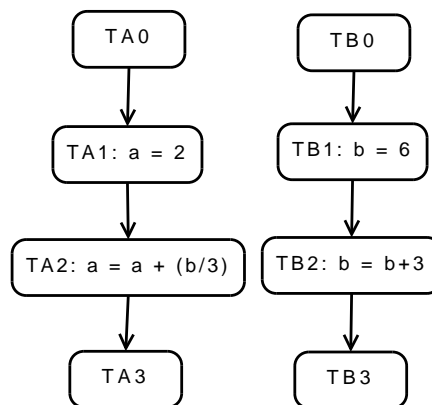 TA0
TB0
TA1: a = 2
TB1: b = 6
TA2: a = a + (b/3)
TB2: b = b+3
TA3
TB3